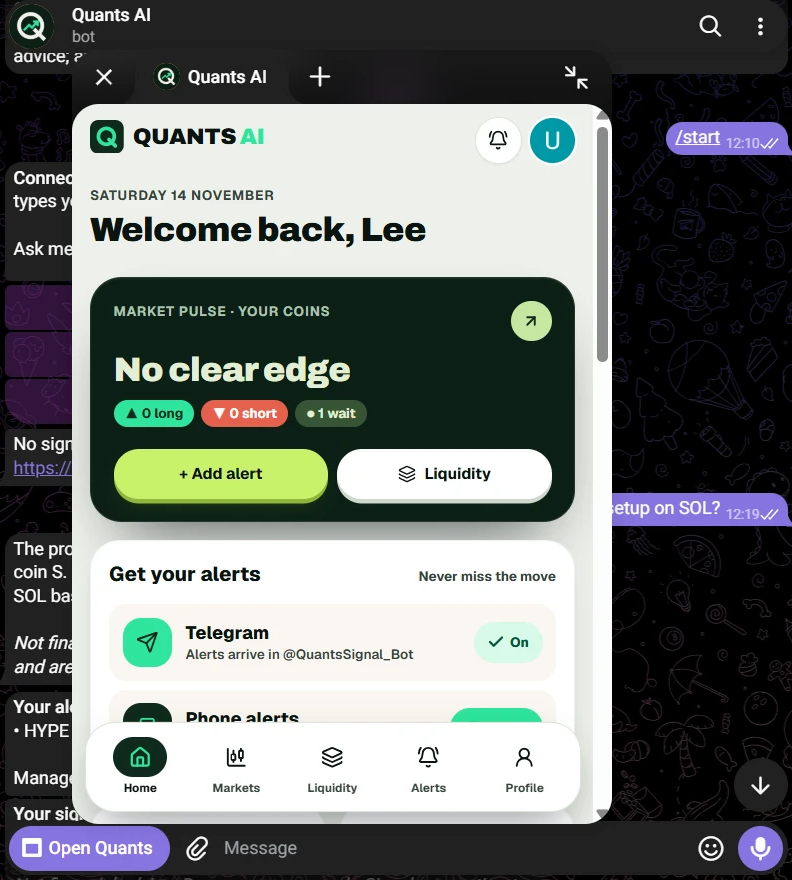 Quants AI
bot
advice; a
Quants AI
/start 12:10
QUANTS AI
U
SATURDAY 14 NOVEMBER
Welcome back, Lee
Connec
types y
Ask me
MARKET PULSE · YOUR COINS
No clear edge
▲ 0 long
▼ 0 short
● 1 wait
+ Add alert
Liquidity
No sign
https://
setup on SOL? 12:19
The pro
coin S.
SOL ba
Not fina
and are
Get your alerts
Never miss the move
Telegram
Alerts arrive in @QuantsSignal_Bot
On
Phone alerts
Your al
• HYPE
Manage
Your sig
Home
Markets
Liquidity
Alerts
Profile
Open Quants
Message